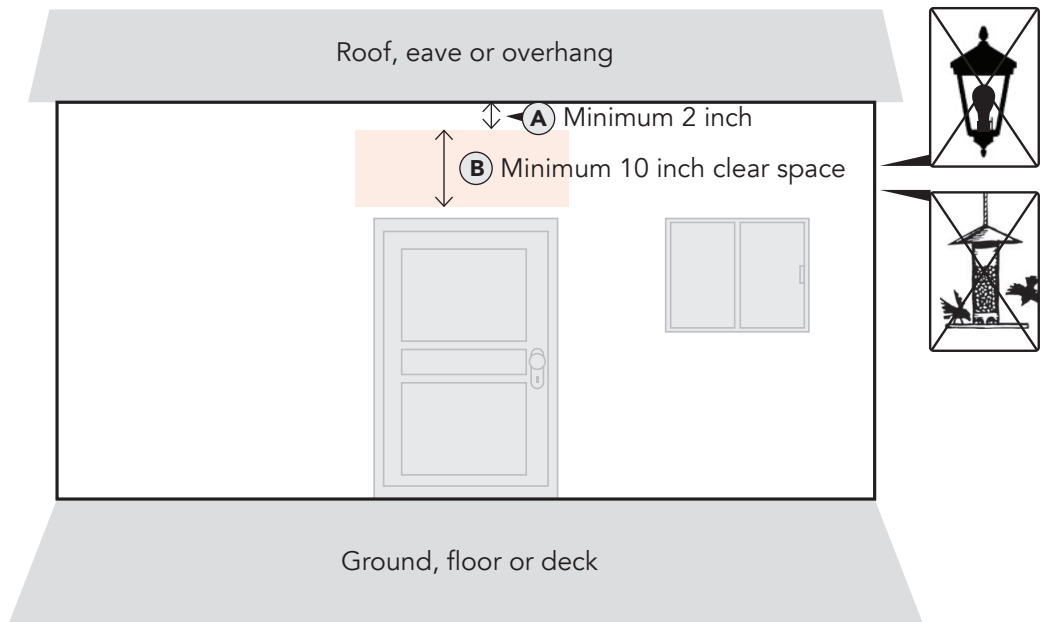 Roof, eave or overhang
A Minimum 2 inch
B Minimum 10 inch clear space
Ground, floor or deck